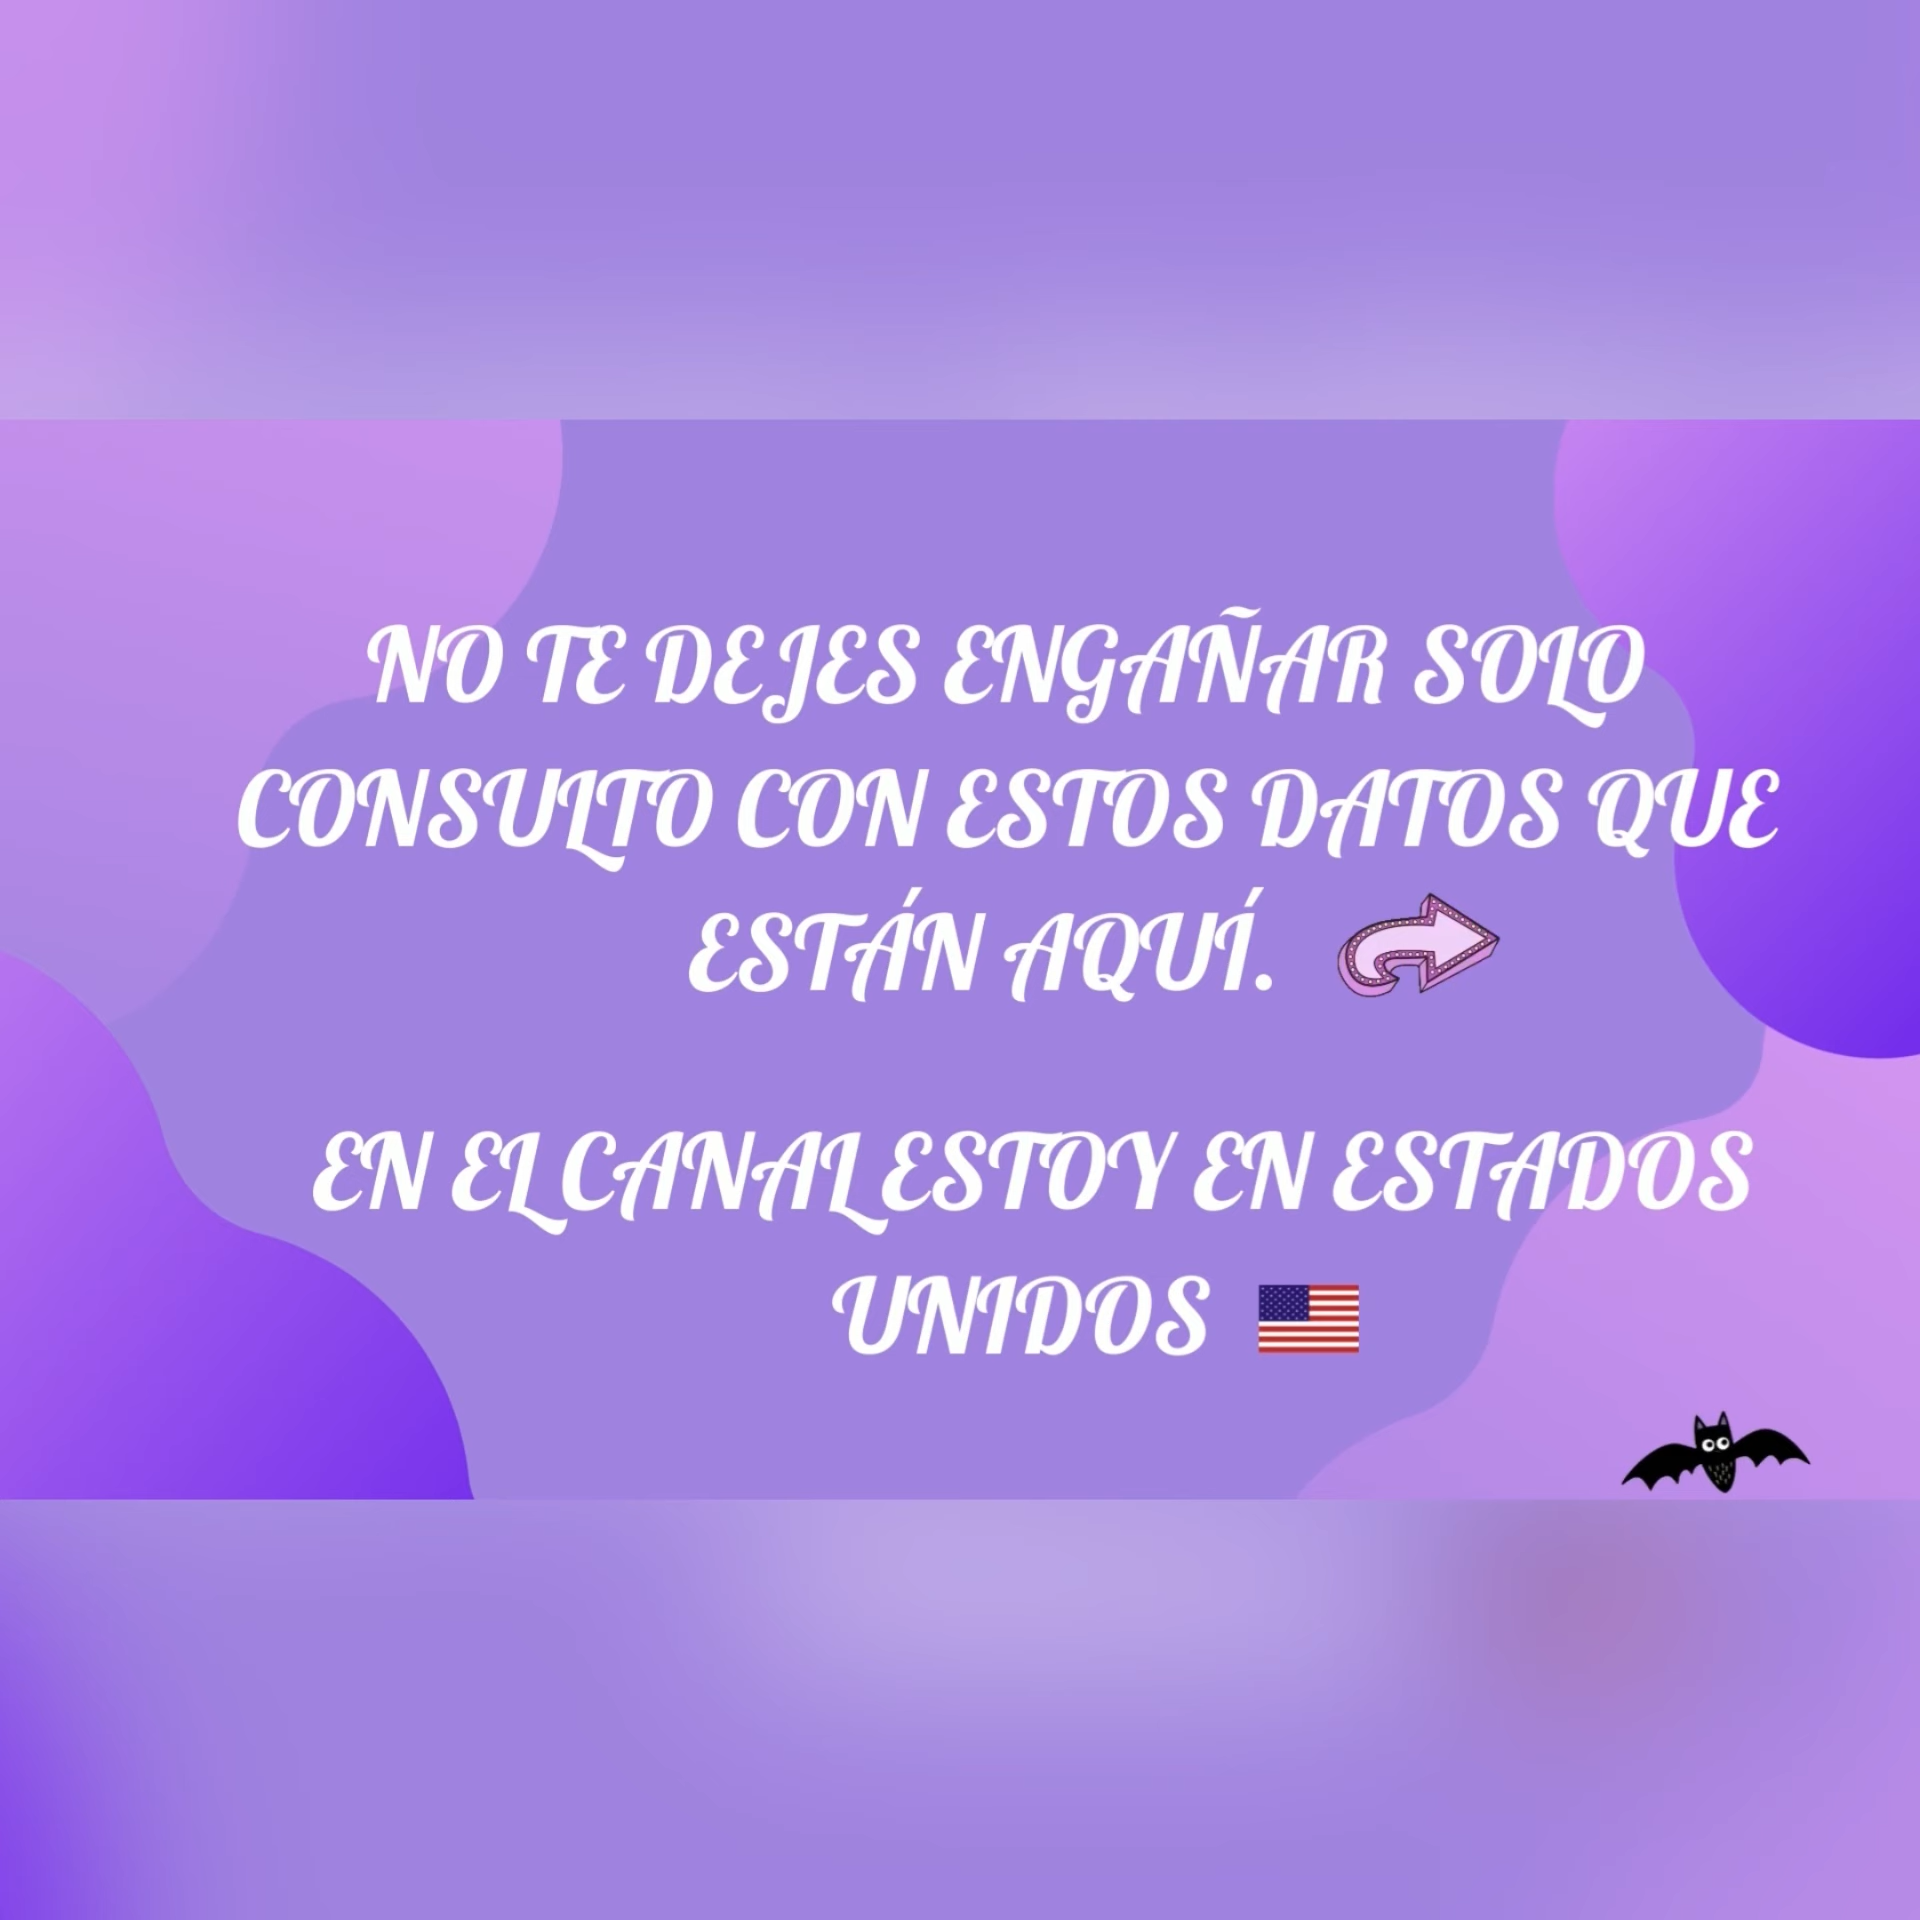 NO TE DEJES ENGAÑAR SOLO
CONSULTO CON ESTOS DATOS QUE
ESTÁN AQUÍ.
EN EL CANAL ESTOY EN ESTADOS
UNIDOS